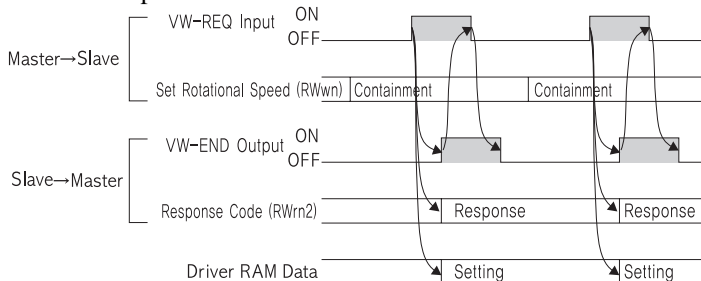 ON
VW-REQ Input
OFF
Master→Slave
Set Rotational Speed (RWwn) Containment Containment
ON
VW-END Output
OFF
Slave→Master
Response Code (RWrn2) Response Response
Driver RAM Data Setting Setting